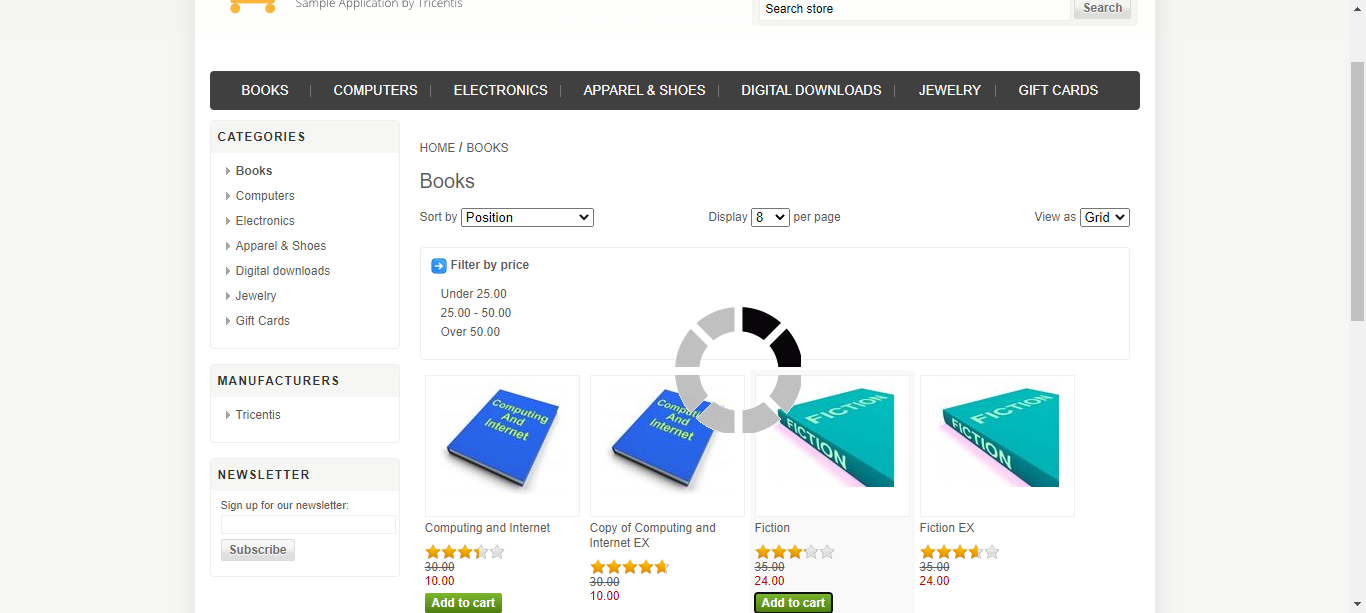 Sample Application by Tricentis
Search store
Search
BOOKS
COMPUTERS
ELECTRONICS
APPAREL & SHOES
DIGITAL DOWNLOADS
JEWELRY
GIFT CARDS
CATEGORIES
Books
Computers
Electronics
Apparel & Shoes
Digital downloads
Jewelry
Gift Cards
MANUFACTURERS
Tricentis
NEWSLETTER
Sign up for our newsletter:
Subscribe
HOME / BOOKS
Books
Sort by Position
Display 8 per page
View as Grid
Filter by price
Under 25.00
25.00 - 50.00
Over 50.00
Computing
And
Internet
Computing and Internet
30.00
10.00
Add to cart
Computing
And
Internet
Copy of Computing and
Internet EX
30.00
10.00
FICTION
FICTION
Fiction
35.00
24.00
Add to cart
FICTION
FICTION
Fiction EX
35.00
24.00